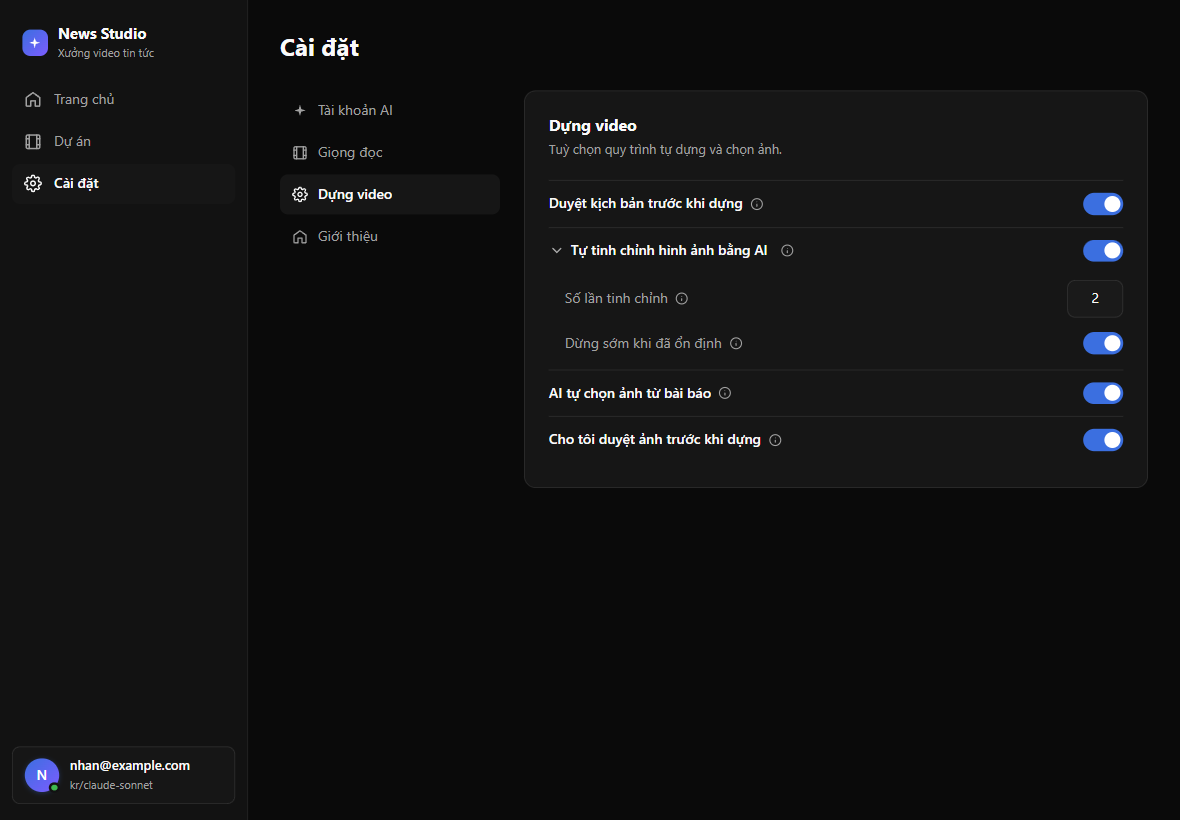 News Studio
Xưởng video tin tức
Trang chủ
Dự án
Cài đặt
nhan@example.com
N
kr/claude-sonnet
Cài đặt
Tài khoản AI
Giọng đọc
Dựng video
Giới thiệu
Dựng video
Tuỳ chọn quy trình tự dựng và chọn ảnh.
Duyệt kịch bản trước khi dựng
Tự tinh chỉnh hình ảnh bằng AI
Số lần tinh chỉnh
2
Dừng sớm khi đã ổn định
AI tự chọn ảnh từ bài báo
Cho tôi duyệt ảnh trước khi dựng